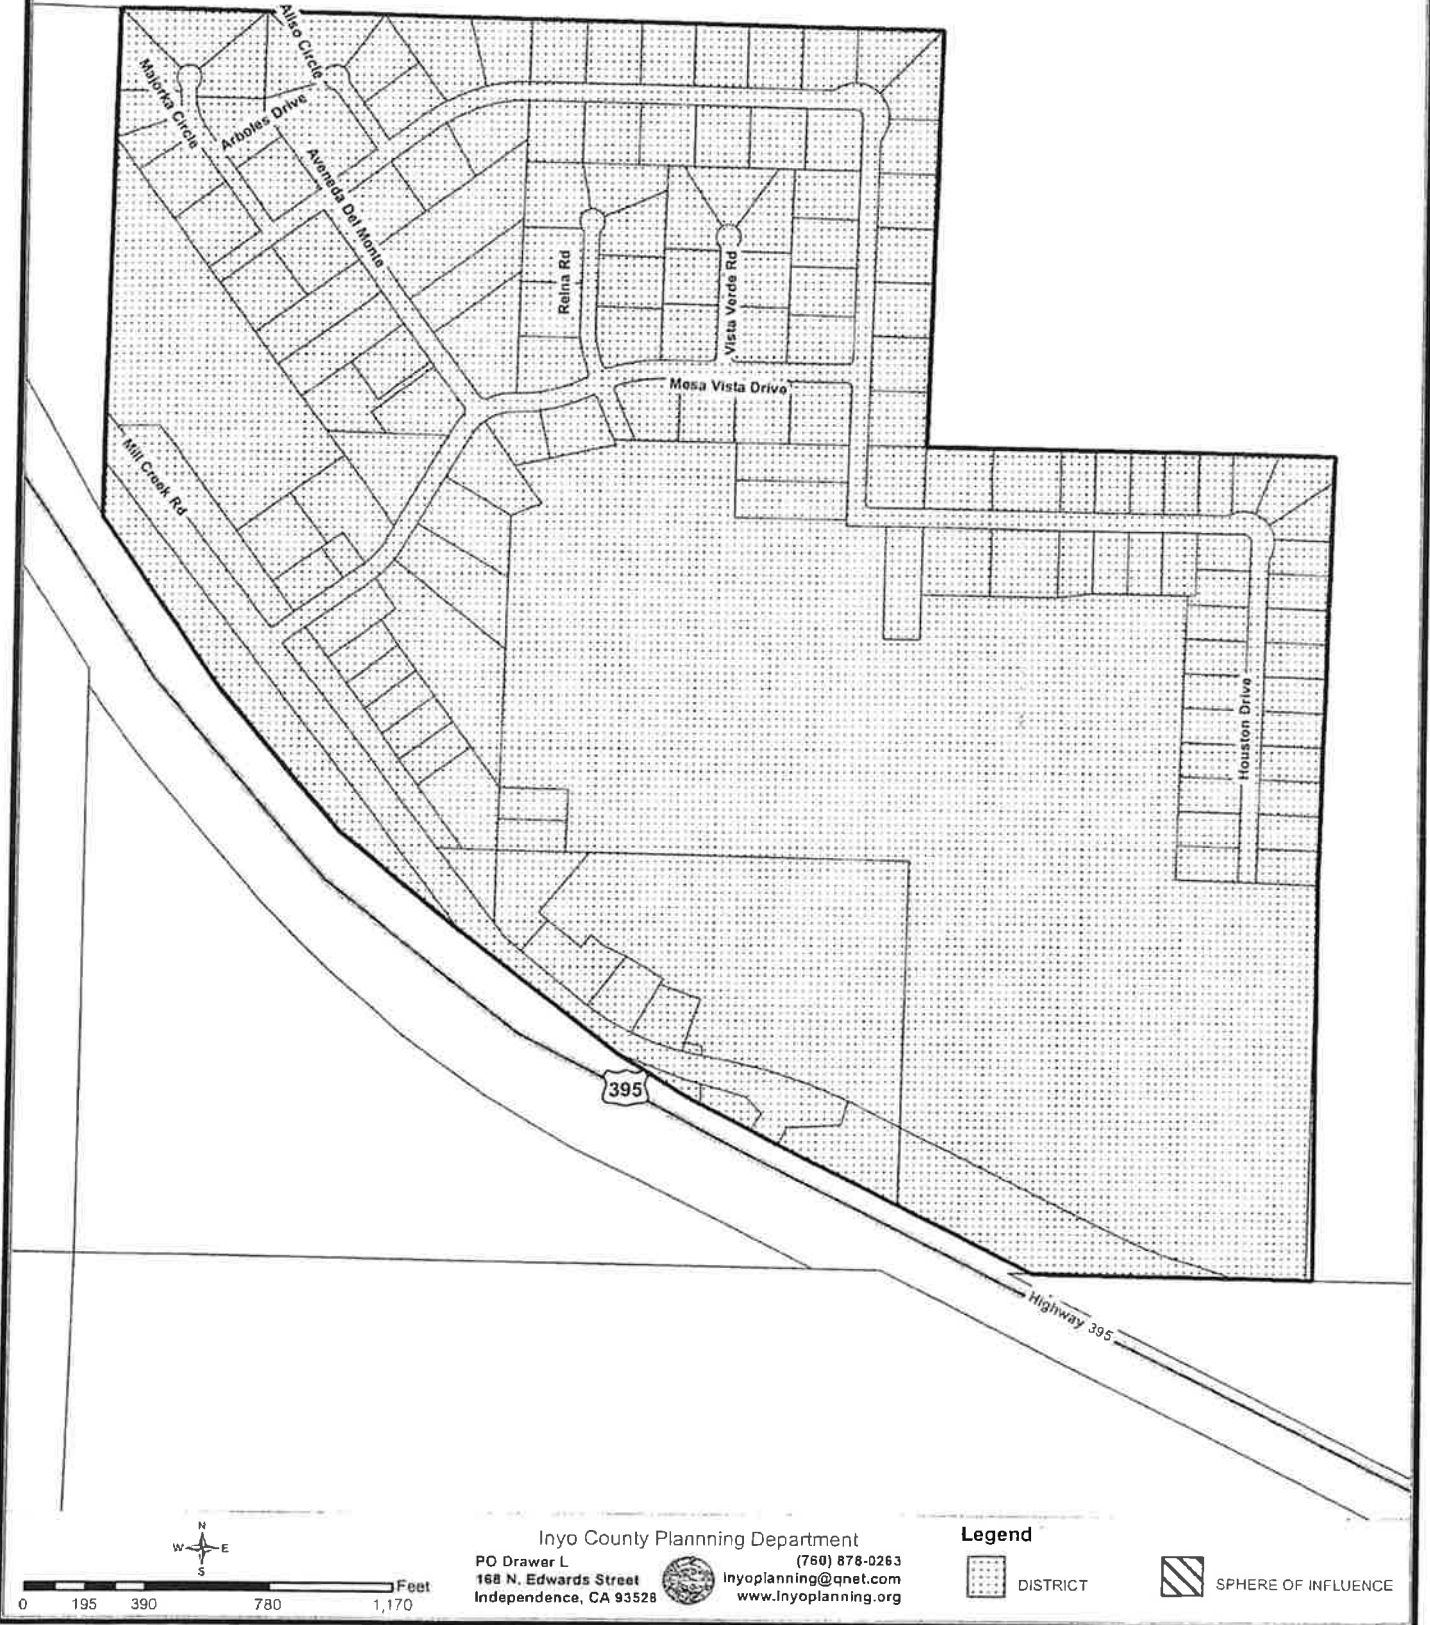 Aliso Circle
Majorka Circle
Arboles Drive
Aveneda Del Monte
Reina Rd
Vista Verde Rd
Mesa Vista Drive
Mill Creek Rd
Houston Drive
395
Highway 395
N
W E
S
Feet
0 195 390 780 1,170
Inyo County Plannning Department
PO Drawer L
168 N. Edwards Street
Independence, CA 93526
(760) 878-0263
inyoplanning@qnet.com
www.inyoplanning.org
Legend
DISTRICT
SPHERE OF INFLUENCE